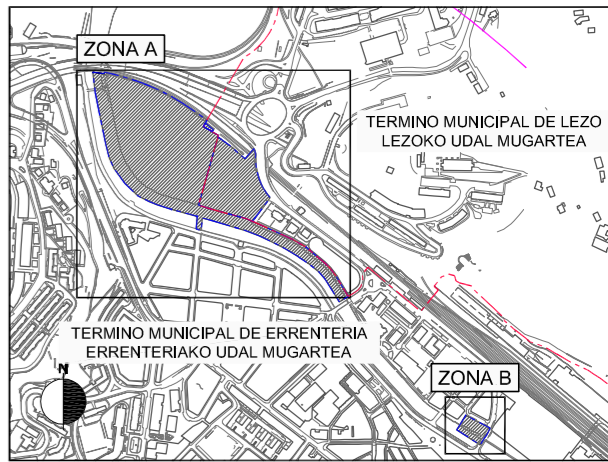 ZONA A
TERMINO MUNICIPAL DE LEZO
LEZOKO UDAL MUGARTEA
TERMINO MUNICIPAL DE ERRENTERIA
ERRENTERIAKO UDAL MUGARTEA
N
ZONA B